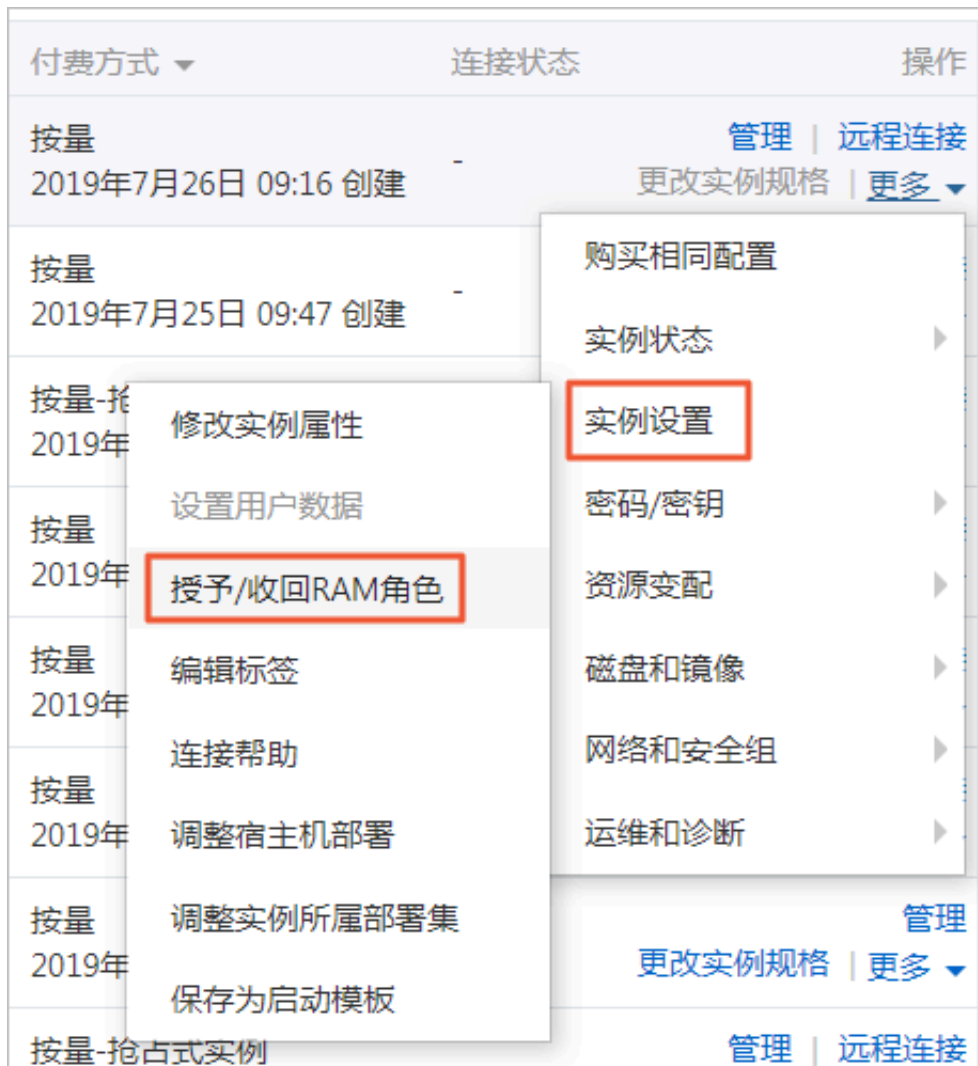 付费方式
连接状态
操作
按量
2019年7月26日 09:16 创建
-
管理 | 远程连接
更改实例规格 | 更多
按量
2019年7月25日 09:47 创建
-
购买相同配置
实例状态
实例设置
密码/密钥
资源变配
磁盘和镜像
网络和安全组
运维和诊断
按量-抢
2019年
按量
2019年
按量
2019年
按量
2019年
按量
2019年
修改实例属性
设置用户数据
授予/收回RAM角色
编辑标签
连接帮助
调整宿主机部署
调整实例所属部署集
保存为启动模板
管理
更改实例规格 | 更多
按量-抢占式实例
管理 | 远程连接